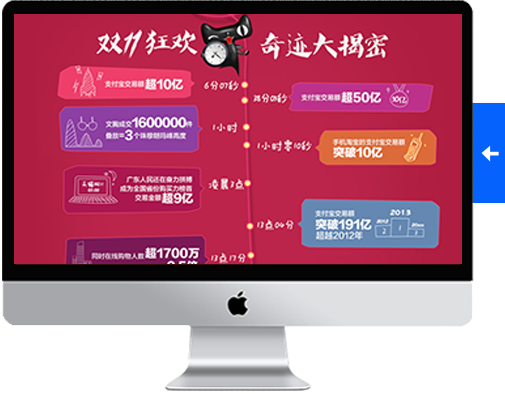 双11狂欢 奇迹大揭密
6分07秒
支付宝交易额超10亿
38分05秒
支付宝交易额超50亿
10亿
1小时
文胸成交1600000件
叠放=3个珠穆朗玛峰高度
1小时零10秒
手机淘宝的支付宝交易额
突破10亿
凌晨3点
广东人民还在奋力拼搏
成为全国省份购买力榜首
交易金额超9亿
13点04分
支付宝交易额
突破191亿
超越2012年
2013
2
1
3
13点17分
同时在线购物人数超1700万